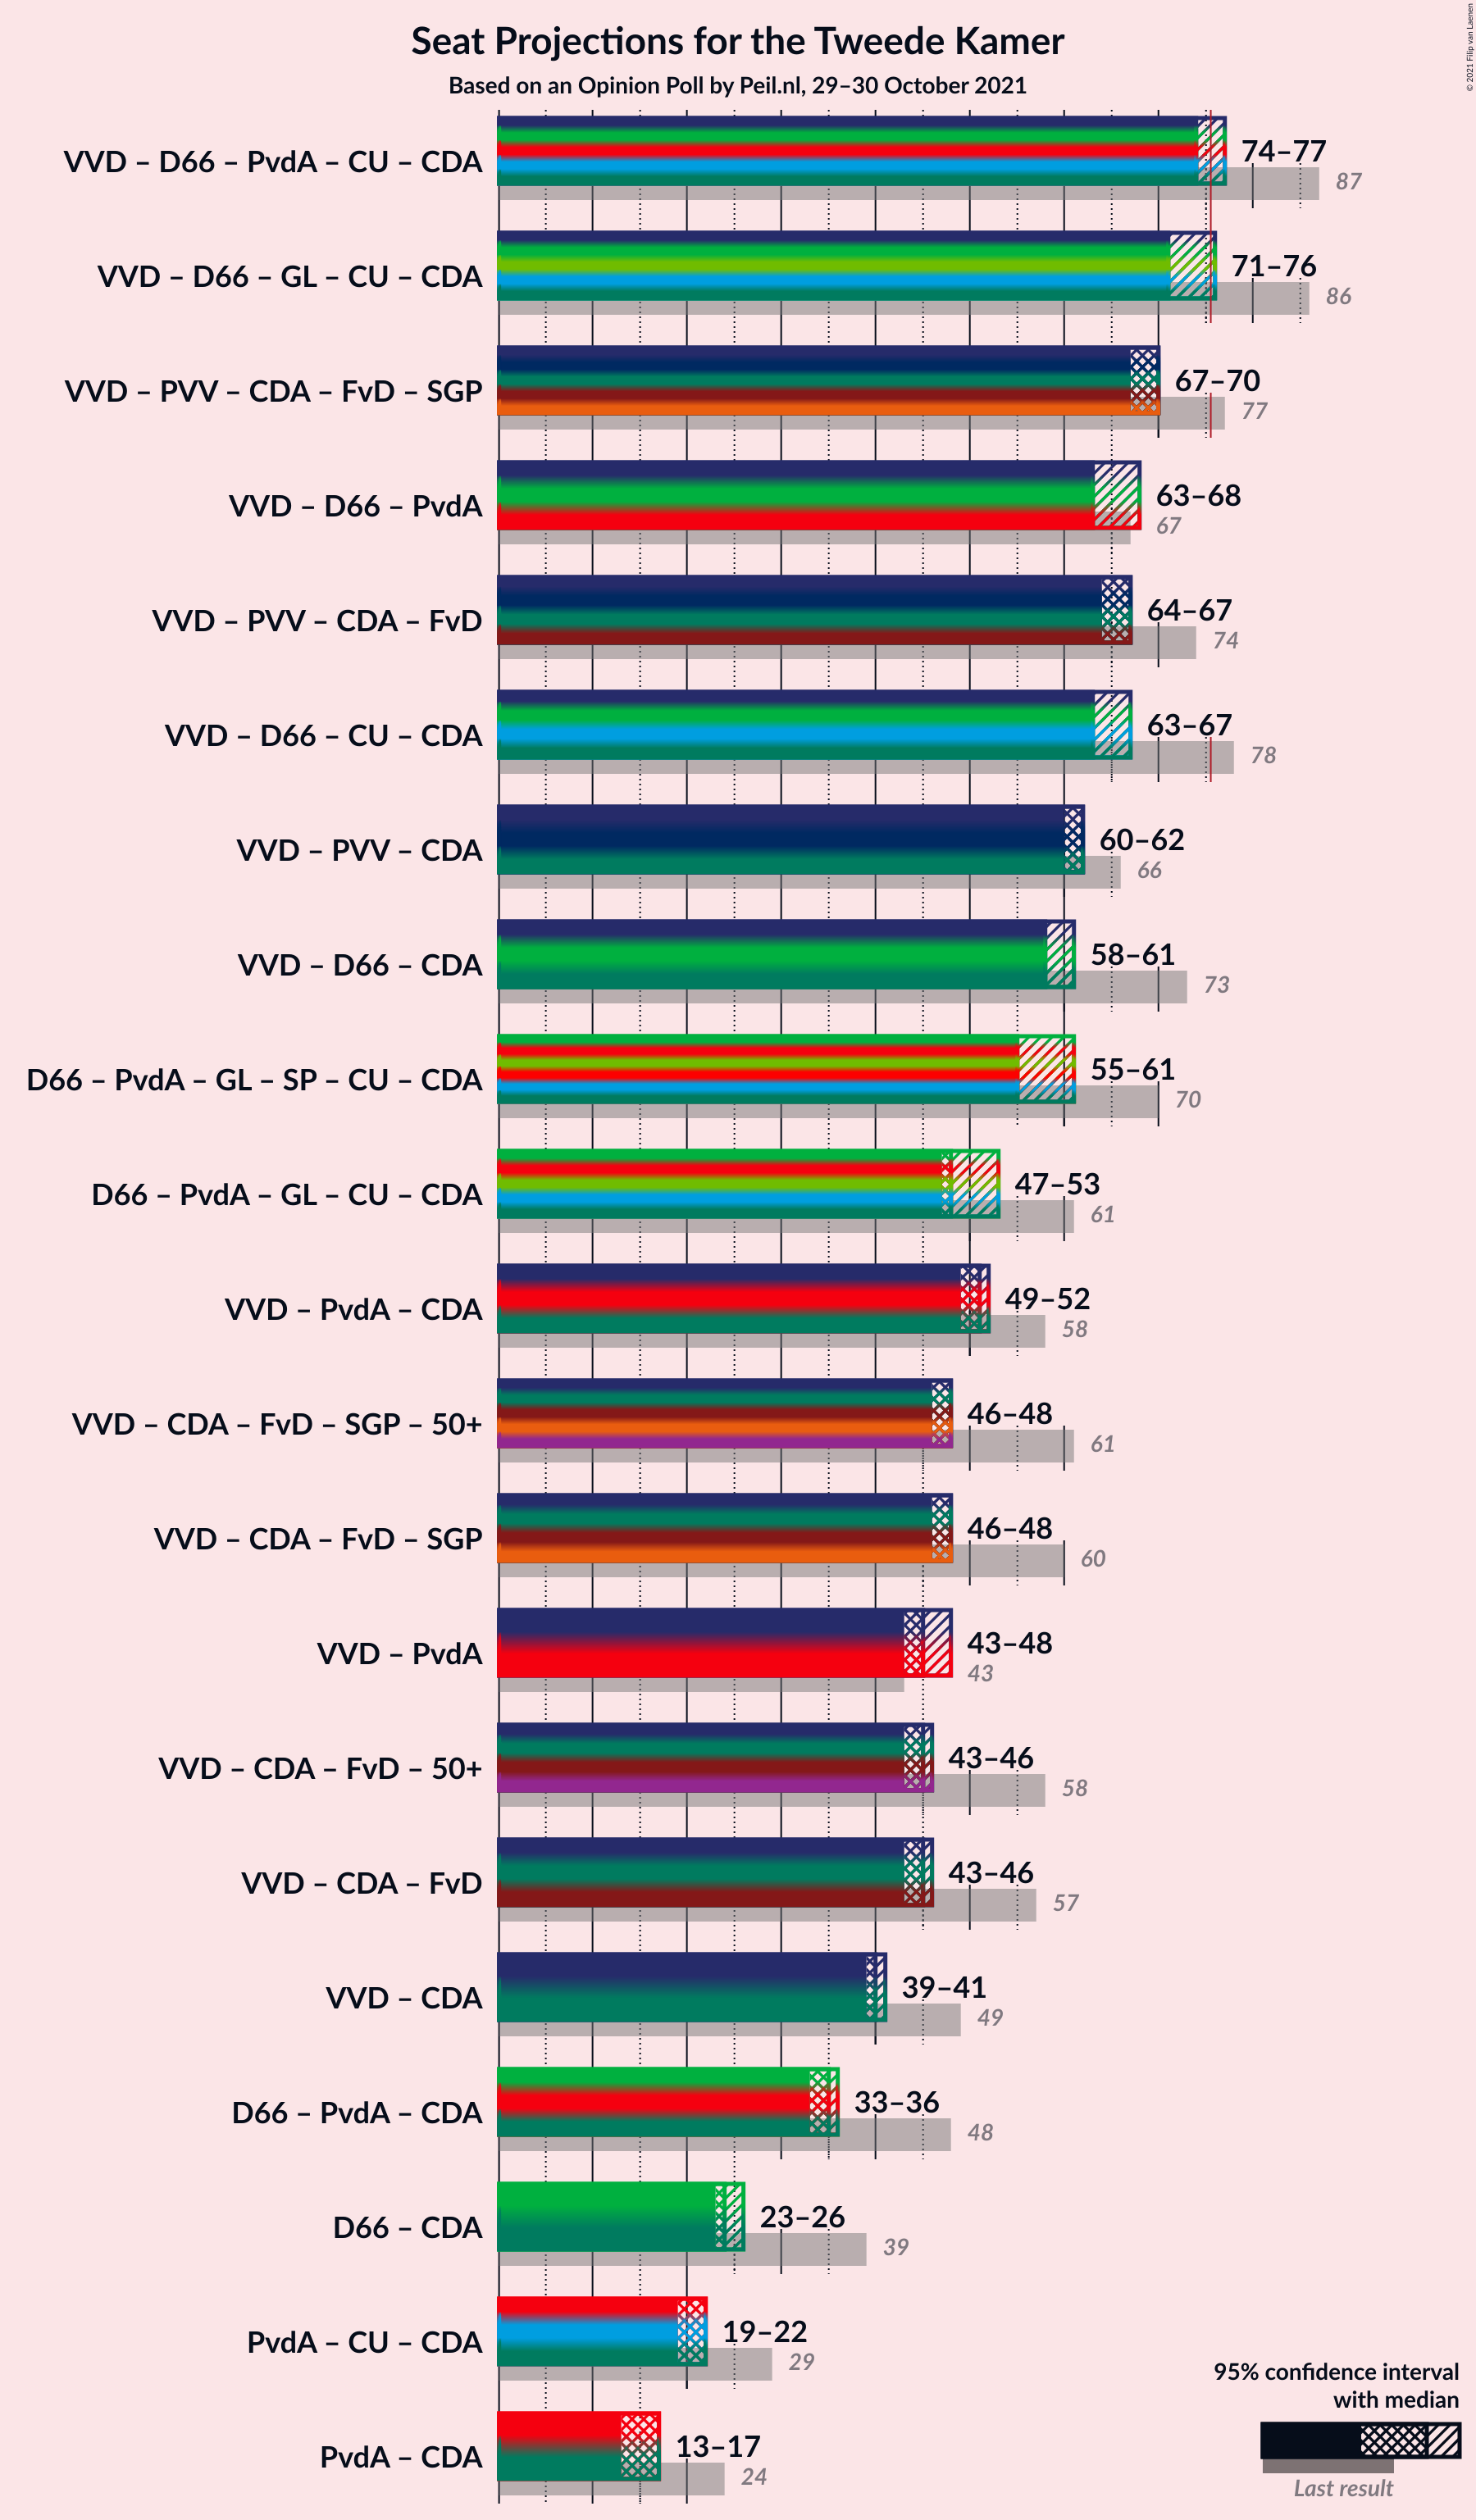 Seat Projections for the Tweede Kamer
Based on an Opinion Poll by Peil.nl, 29–30 October 2021
© 2021 Filip van Laenen
VVD – D66 – PvdA – CU – CDA
74–77
87
VVD – D66 – GL – CU – CDA
71–76
86
VVD – PVV – CDA – FvD – SGP
67–70
77
VVD – D66 – PvdA
63–68
67
VVD – PVV – CDA – FvD
64–67
74
VVD – D66 – CU – CDA
63–67
78
VVD – PVV – CDA
60–62
66
VVD – D66 – CDA
58–61
73
D66 – PvdA – GL – SP – CU – CDA
55–61
70
D66 – PvdA – GL – CU – CDA
47–53
61
VVD – PvdA – CDA
49–52
58
VVD – CDA – FvD – SGP – 50+
46–48
61
VVD – CDA – FvD – SGP
46–48
60
VVD – PvdA
43–48
43
VVD – CDA – FvD – 50+
43–46
58
VVD – CDA – FvD
43–46
57
VVD – CDA
39–41
49
D66 – PvdA – CDA
33–36
48
D66 – CDA
23–26
39
PvdA – CU – CDA
19–22
29
PvdA – CDA
13–17
24
95% confidence interval
with median
Last result